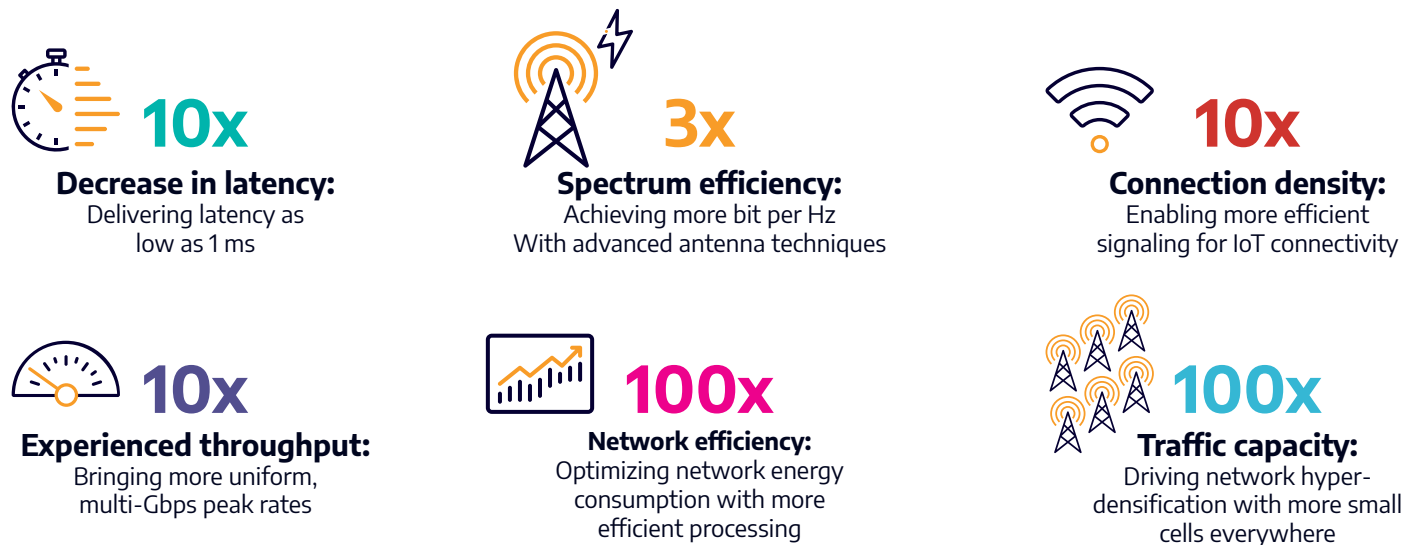 10x
Decrease in latency:
Delivering latency as
low as 1 ms
3x
Spectrum efficiency:
Achieving more bit per Hz
With advanced antenna techniques
10x
Connection density:
Enabling more efficient
signaling for IoT connectivity
10x
Experienced throughput:
Bringing more uniform,
multi-Gbps peak rates
100x
Network efficiency:
Optimizing network energy
consumption with more
efficient processing
100x
Traffic capacity:
Driving network hyper-
densification with more small
cells everywhere